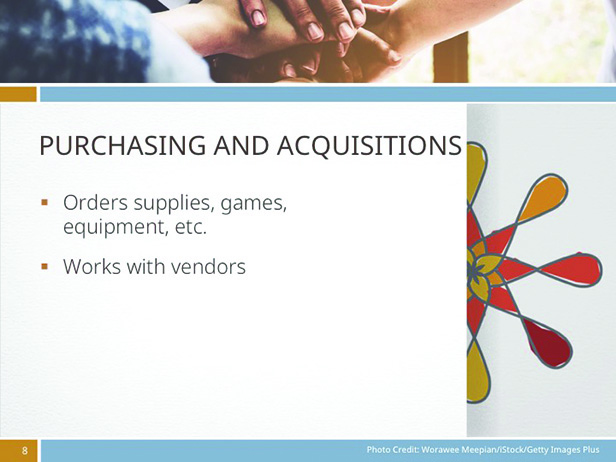 PURCHASING AND ACQUISITIONS
▪ Orders supplies, games,
equipment, etc.
▪ Works with vendors
8
Photo Credit: Worawee Meepian/iStock/Getty Images Plus